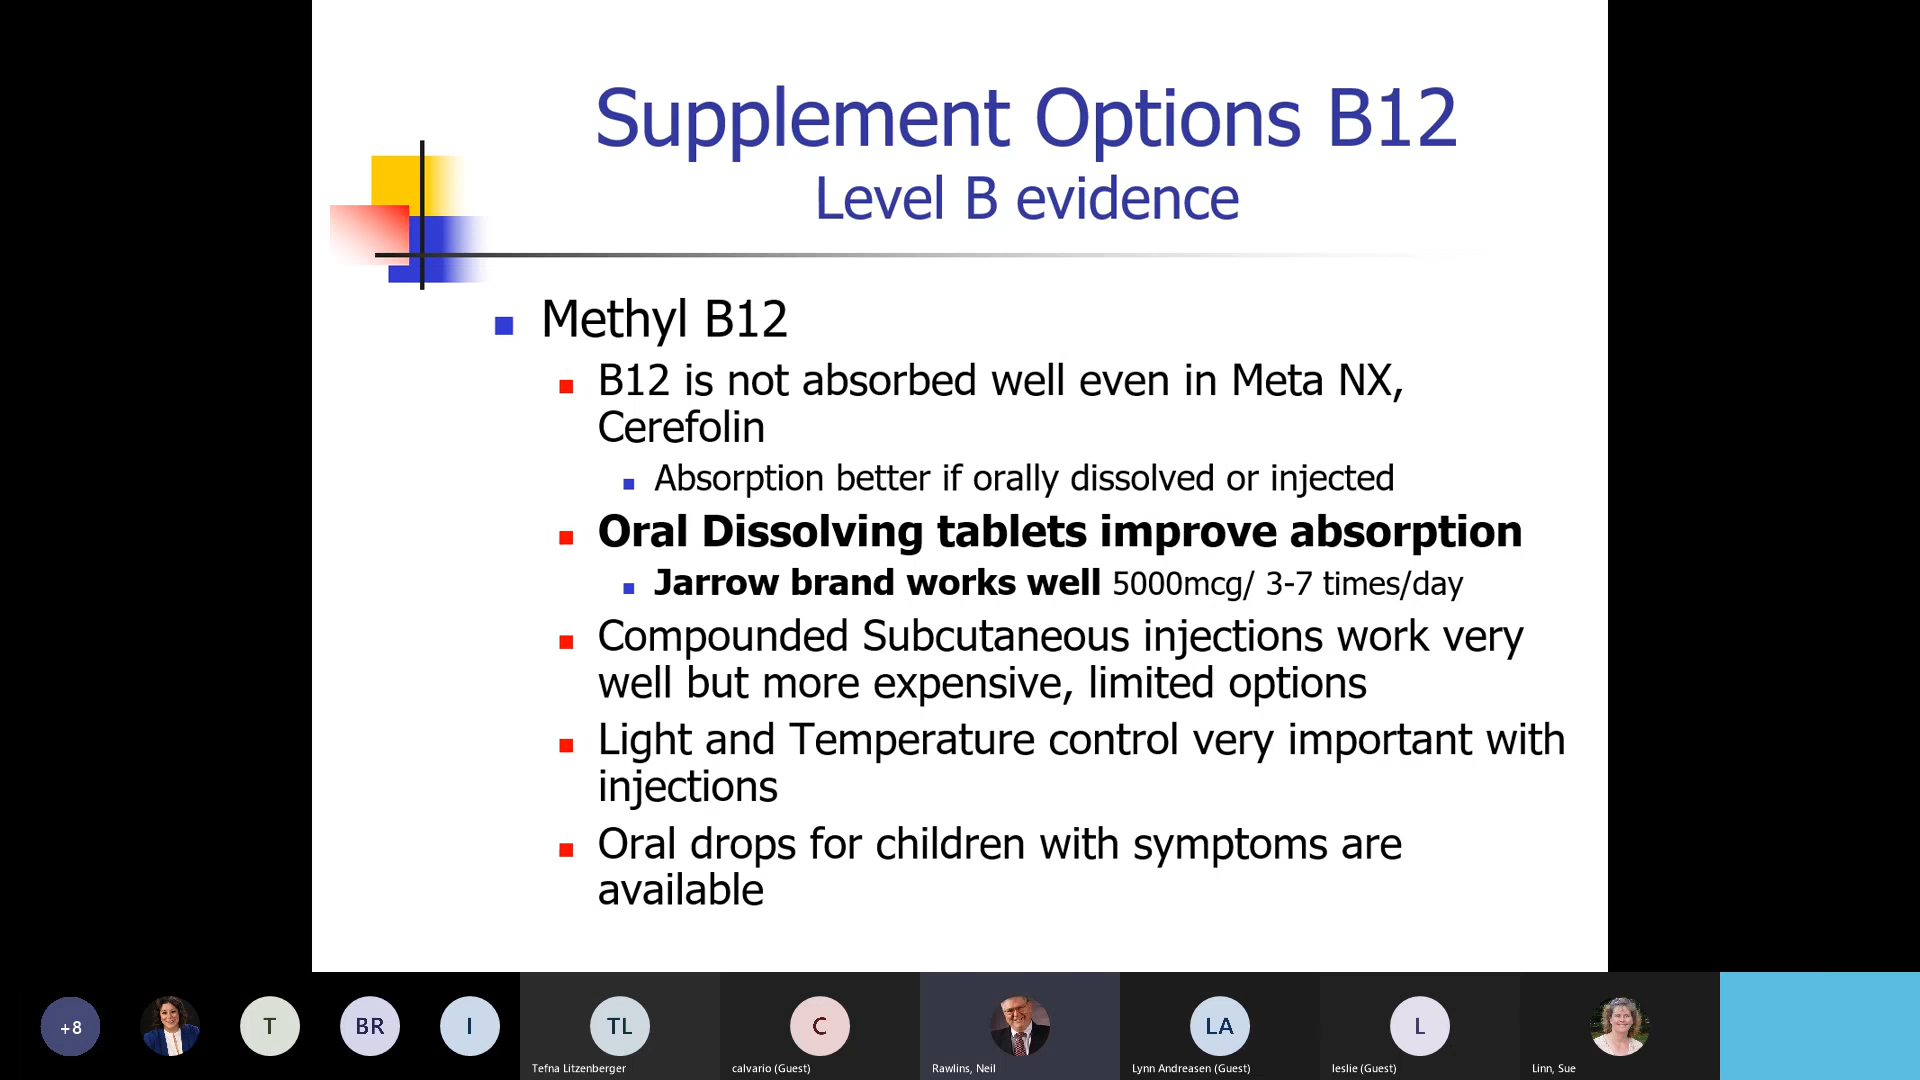 Supplement Options B12
Level B evidence
Methyl B12
B12 is not absorbed well even in Meta NX,
Cerefolin
Absorption better if orally dissolved or injected
Oral Dissolving tablets improve absorption
Jarrow brand works well 5000mcg/ 3-7 times/day
Compounded Subcutaneous injections work very
well but more expensive, limited options
Light and Temperature control very important with
injections
Oral drops for children with symptoms are
available
+8
T
BR
I
TL
C
LA
L
Tefna Litzenberger
calvario (Guest)
Rawlins, Neil
Lynn Andreasen (Guest)
leslie (Guest)
Linn, Sue